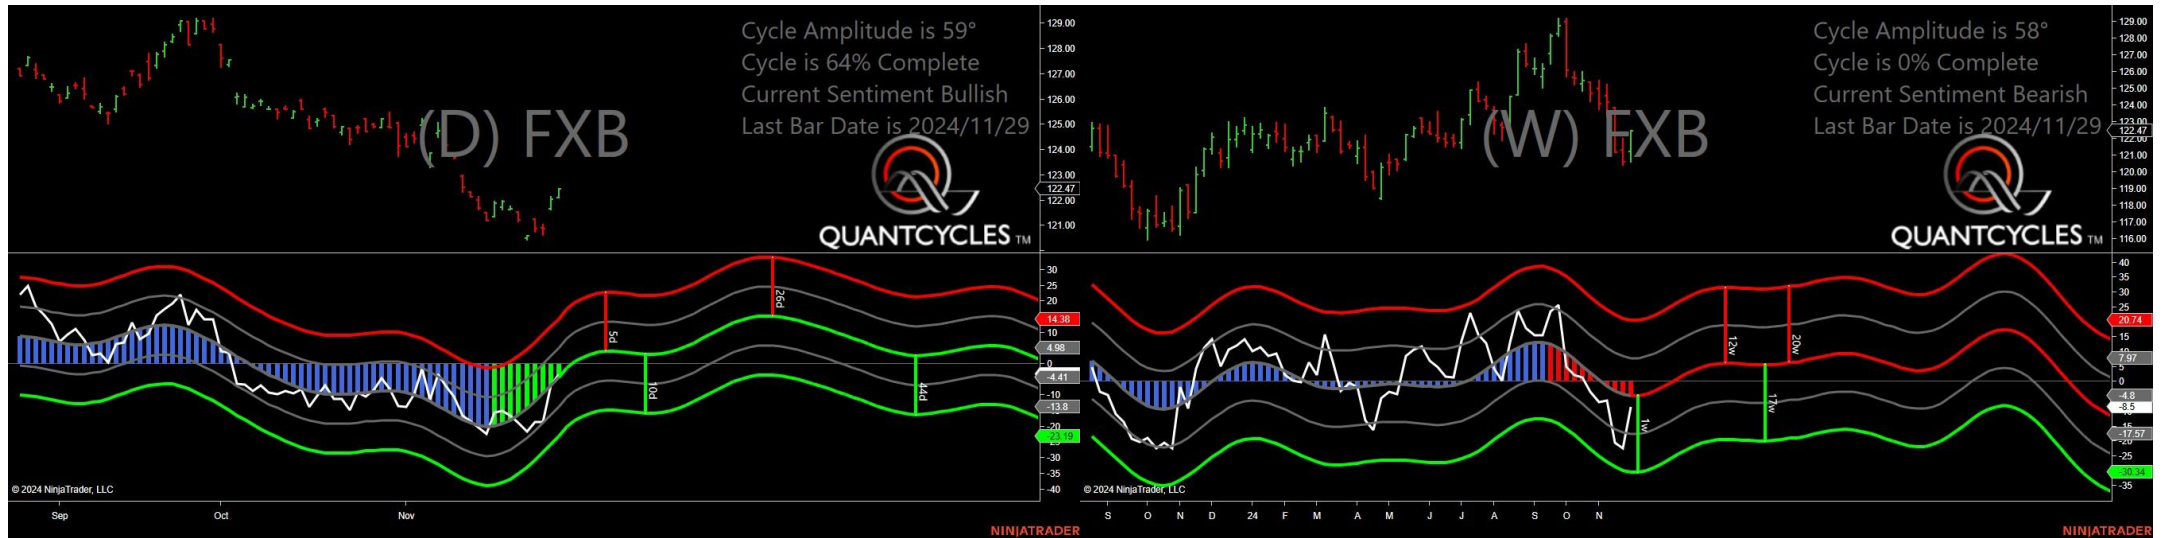 Cycle Amplitude is 59°
Cycle is 64% Complete
Current Sentiment Bullish
Last Bar Date is 2024/11/29
(D) FXB
QUANTCYCLES TM
129.00
128.00
127.00
126.00
125.00
124.00
123.00
122.47
122.00
121.00
26d
5d
10d
44d
30
25
20
14.38
10
4.98
0
-4.41
-10
-13.8
-20
-23.19
-30
-35
-40
© 2024 NinjaTrader, LLC
Sep Oct Nov
NINJATRADER
Cycle Amplitude is 58°
Cycle is 0% Complete
Current Sentiment Bearish
Last Bar Date is 2024/11/29
(W) FXB
QUANTCYCLES TM
129.00
128.00
127.00
126.00
125.00
124.00
123.00
122.47
121.00
120.00
119.00
118.00
117.00
116.00
12w
20w
1w
17w
40
35
30
25
20.74
15
7.97
5
0
-4.8
-8.5
-17.57
-20
-25
-30.34
-35
© 2024 NinjaTrader, LLC
S O N D 24 F M A M J J A S O N
NINJATRADER